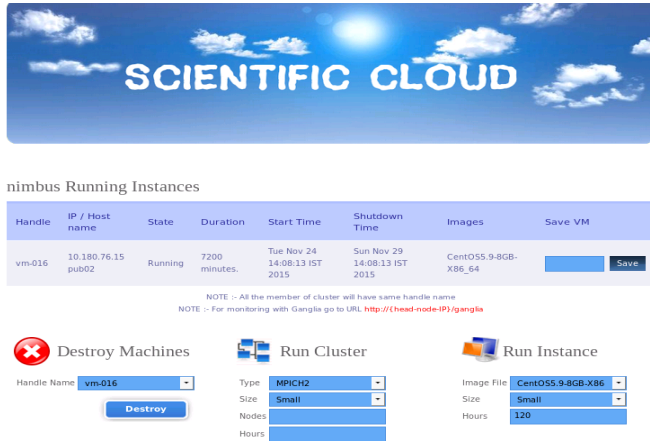 SCIENTIFIC CLOUD
nimbus Running Instances
Handle IP / Host name State Duration Start Time Shutdown Time Images Save VM
vm-016 10.180.76.15 pub02 Running 7200 minutes. Tue Nov 24 14:08:13 IST 2015 Sun Nov 29 14:08:13 IST 2015 CentOS5.9-8GB-X86_64 Save
NOTE :- All the member of cluster will have same handle name
NOTE :- For monitoring with Ganglia go to URL http://{head-node-IP}/ganglia
Destroy Machines
Handle Name vm-016
Destroy
Run Cluster
Type MPICH2
Size Small
Nodes
Hours
Run Instance
Image File CentOS5.9-8GB-X86
Size Small
Hours 120